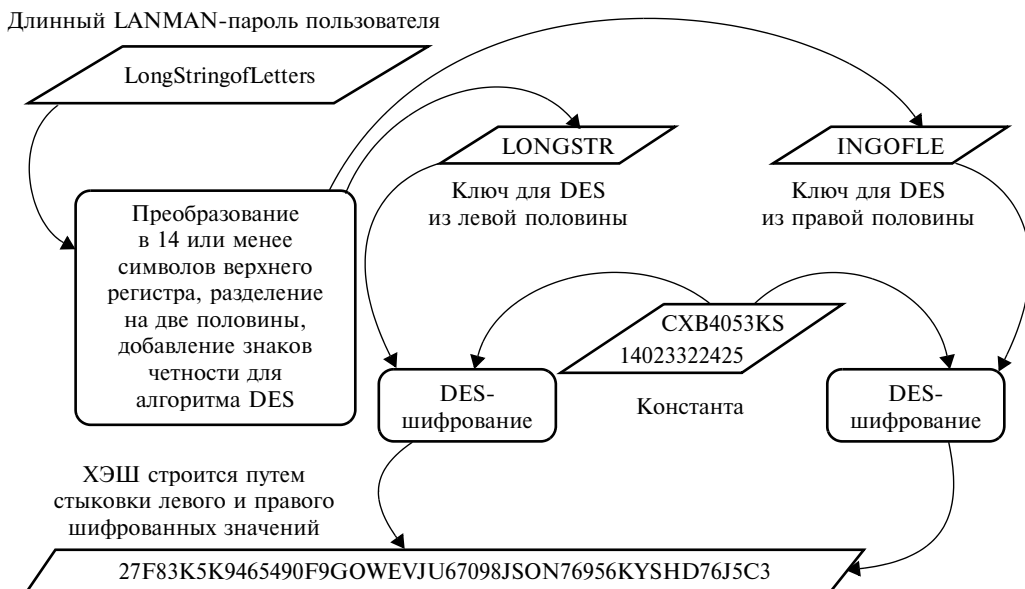 Длинный LANMAN-пароль пользователя
LongStringofLetters
LONGSTR
INGOFLE
Ключ для DES
из левой половины
Ключ для DES
из правой половины
Преобразование
в 14 или менее
символов верхнего
регистра, разделение
на две половины,
добавление знаков
четности для
алгоритма DES
CXB4053KS
14023322425
Константа
DES-
шифрование
DES-
шифрование
ХЭШ строится путем
стыковки левого и правого
шифрованных значений
27F83K5K9465490F9GOWEVJU67098JSON76956KYSHD76J5C3